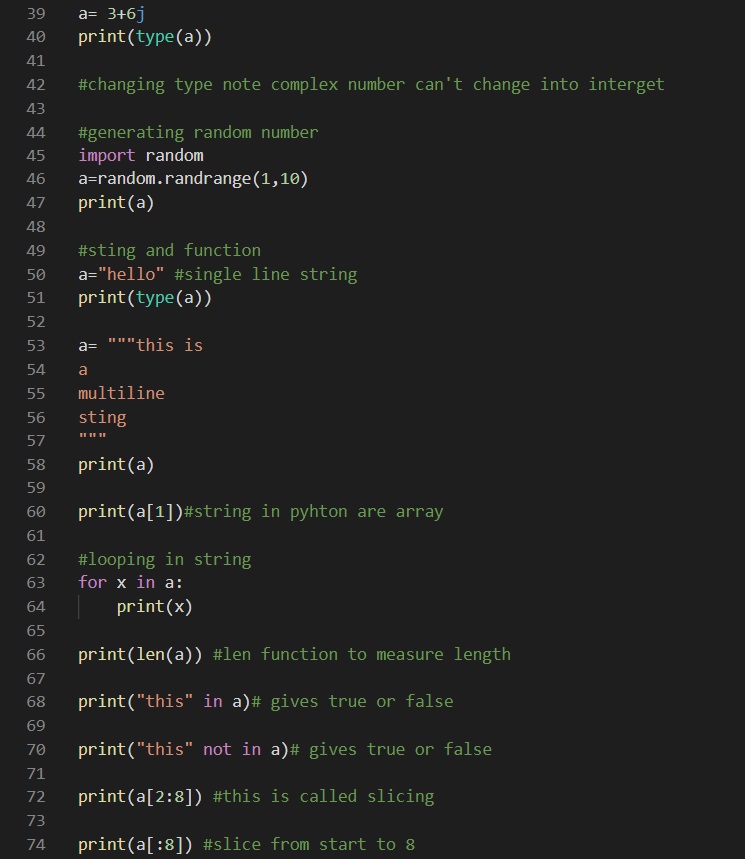 39 a= 3+6j
40 print(type(a))
41
42 #changing type note complex number can't change into interget
43
44 #generating random number
45 import random
46 a=random.randrange(1,10)
47 print(a)
48
49 #sting and function
50 a="hello" #single line string
51 print(type(a))
52
53 a= """this is
54 a
55 multiline
56 sting
57 """
58 print(a)
59
60 print(a[1])#string in pyhton are array
61
62 #looping in string
63 for x in a:
64     print(x)
65
66 print(len(a)) #len function to measure length
67
68 print("this" in a)# gives true or false
69
70 print("this" not in a)# gives true or false
71
72 print(a[2:8]) #this is called slicing
73
74 print(a[:8]) #slice from start to 8